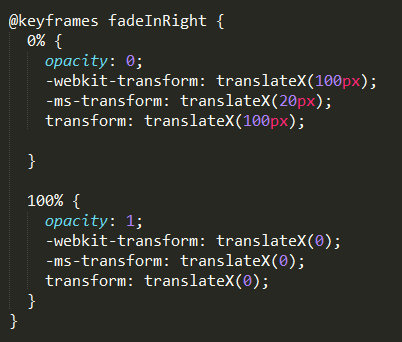 @keyframes fadeInRight {
  0% {
    opacity: 0;
    -webkit-transform: translateX(100px);
    -ms-transform: translateX(20px);
    transform: translateX(100px);

  }

  100% {
    opacity: 1;
    -webkit-transform: translateX(0);
    -ms-transform: translateX(0);
    transform: translateX(0);
  }
}